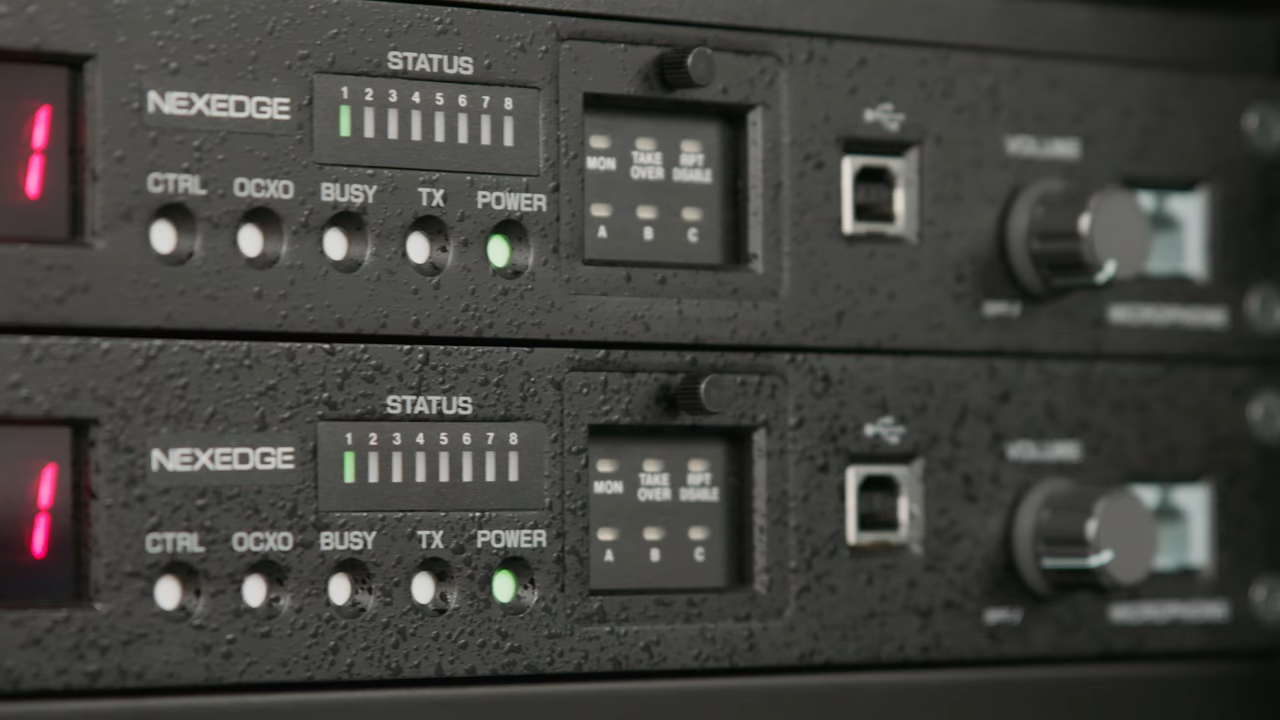 STATUS
1 2 3 4 5 6 7 8
NEXEDGE
1
CTRL OCXO BUSY TX POWER
MON TAKE OVER RPT DISABLE
A B C
VOLUME
MICROPHONE
STATUS
1 2 3 4 5 6 7 8
NEXEDGE
1
CTRL OCXO BUSY TX POWER
MON TAKE OVER RPT DISABLE
A B C
VOLUME
MICROPHONE